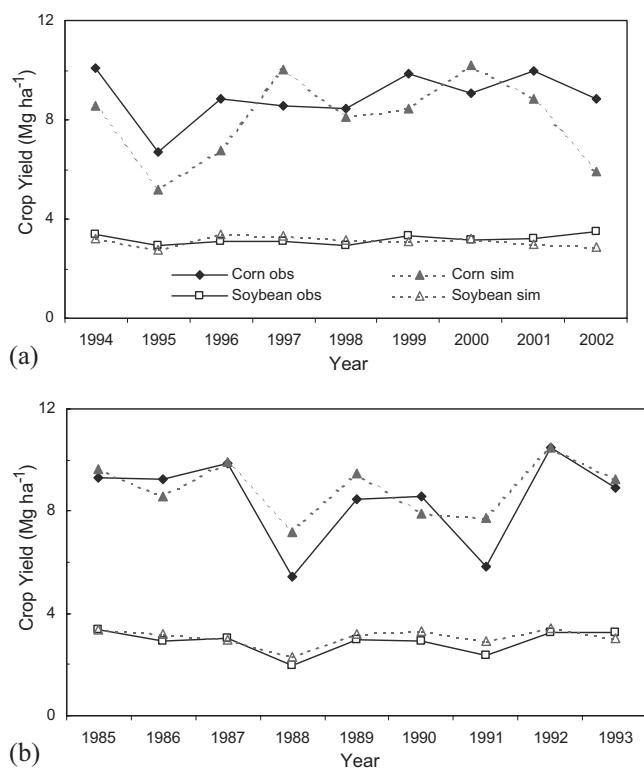 12
8
4
0
Crop Yield (Mg ha⁻¹)
Corn obs
Corn sim
Soybean obs
Soybean sim
1994 1995 1996 1997 1998 1999 2000 2001 2002
Year
(a)
12
8
4
0
Crop Yield (Mg ha⁻¹)
1985 1986 1987 1988 1989 1990 1991 1992 1993
Year
(b)